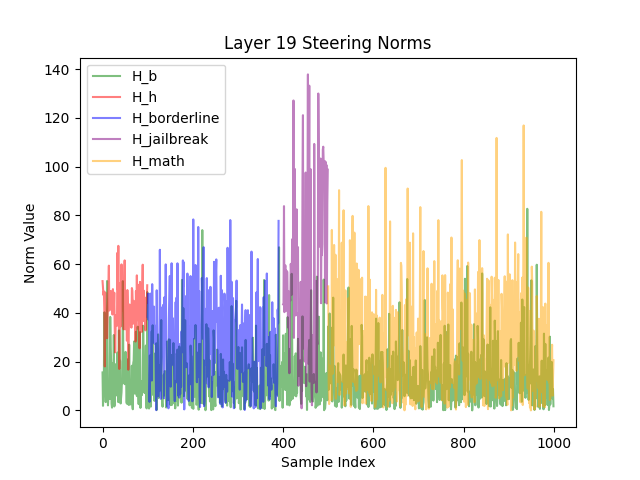 Layer 19 Steering Norms
H_b
H_h
H_borderline
H_jailbreak
H_math
Norm Value
140
120
100
80
60
40
20
0
0 200 400 600 800 1000
Sample Index